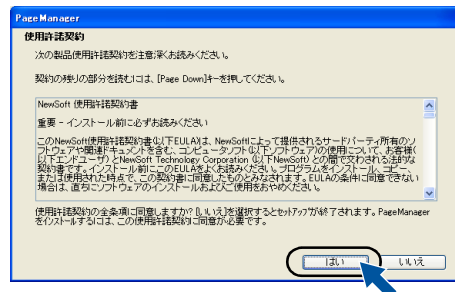 PageManager
使用許諾契約
次の製品使用許諾契約を注意深くお読みください。
契約の残りの部分を読むには、[Page Down]キーを押してください。
NewSoft 使用許諾契約書
重要 - インストール前に必ずお読みください
このNewSoft使用許諾契約書(以下EULA)は、NewSoftによって提供されるサードパーティ所有のソ
フトウェアや関連ドキュメントを含む、コンピュータソフト(以下ソフトウェア)の使用について、お客様(
以下エンドユーザ)とNewSoft Technology Corporation (以下NewSoft) との間で交わされる法的な
契約書です。インストール前にこのEULAをよくお読みください。プログラムをインストール、コピー、
または使用された時点で、この契約書に同意したものとみなされます。EULAの条件に同意できない
場合は、直ちにソフトウェアのインストールおよびご使用をおやめください。
使用許諾契約の全条項に同意しますか? [いいえ]を選択するとセットアップが終了されます。PageManager
をインストールするには、この使用許諾契約に同意が必要です。
はい
いいえ